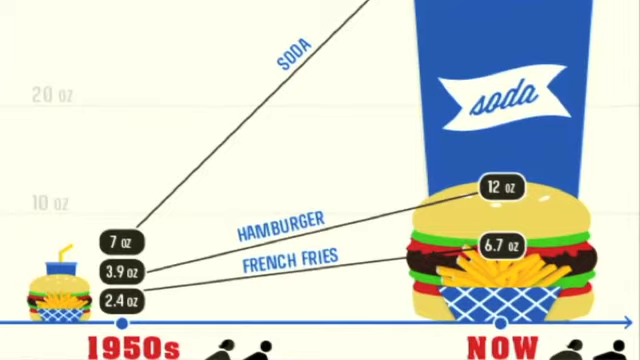 SODA
20 OZ
soda
12 OZ
10 OZ
HAMBURGER
7 OZ
6.7 OZ
FRENCH FRIES
3.9 OZ
2.4 OZ
1950s
NOW